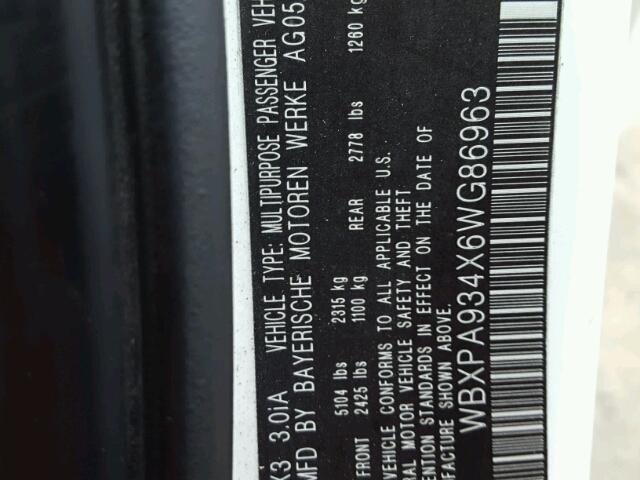 X3 3.0iA VEHICLE TYPE: MULTIPURPOSE PASSENGER VEH
MFD BY BAYERISCHE MOTOREN WERKE AG05
5104 lbs 2315 kg
FRONT 2425 lbs 1100 kg REAR 2778 lbs 1260 kg
VEHICLE CONFORMS TO ALL APPLICABLE U.S.
RAL MOTOR VEHICLE SAFETY AND THEFT
ENTION STANDARDS IN EFFECT ON THE DATE OF
FACTURE SHOWN ABOVE.
WBXPA934X6WG86963